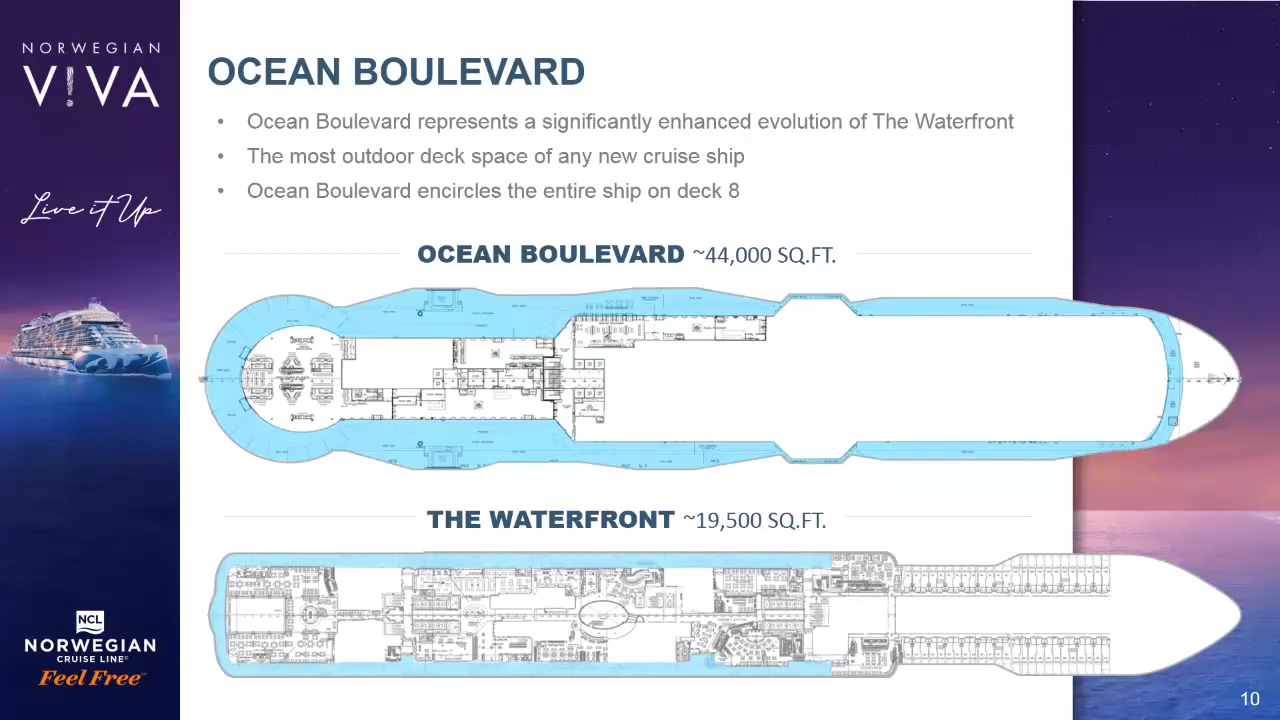 NORWEGIAN
V!VA
Live it Up
NCL
NORWEGIAN
CRUISE LINE®
Feel Free
OCEAN BOULEVARD
• Ocean Boulevard represents a significantly enhanced evolution of The Waterfront
• The most outdoor deck space of any new cruise ship
• Ocean Boulevard encircles the entire ship on deck 8
OCEAN BOULEVARD ~44,000 SQ.FT.
THE WATERFRONT ~19,500 SQ.FT.
10